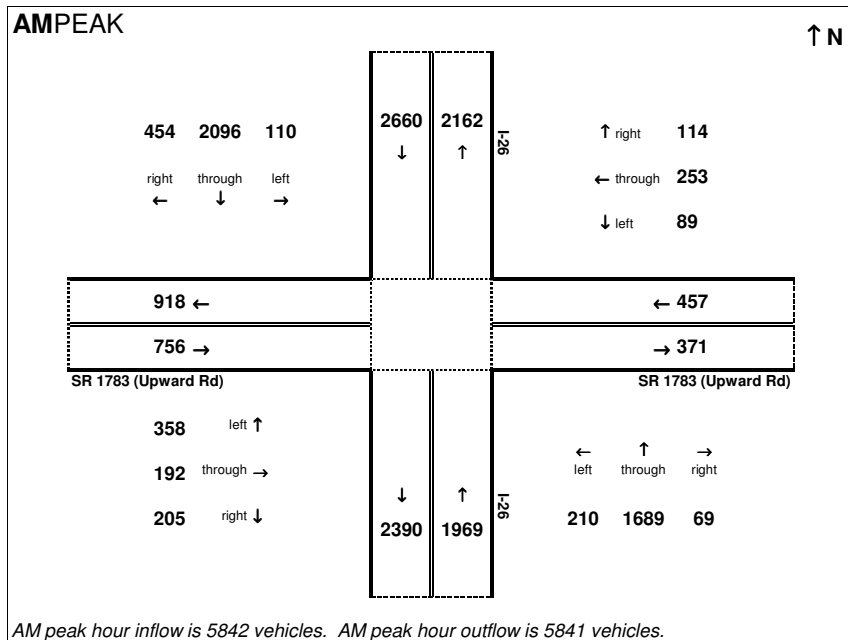 AMPEAK
↑ N
454 2096 110
right through left
← ↓ →
2660 2162
↓ ↑
I-26
↑ right 114
← through 253
↓ left 89
918 ←
756 →
← 457
→ 371
SR 1783 (Upward Rd)
SR 1783 (Upward Rd)
358 left ↑
192 through →
205 right ↓
↓ ↑
2390 1969
I-26
← ↑ →
left through right
210 1689 69
AM peak hour inflow is 5842 vehicles. AM peak hour outflow is 5841 vehicles.